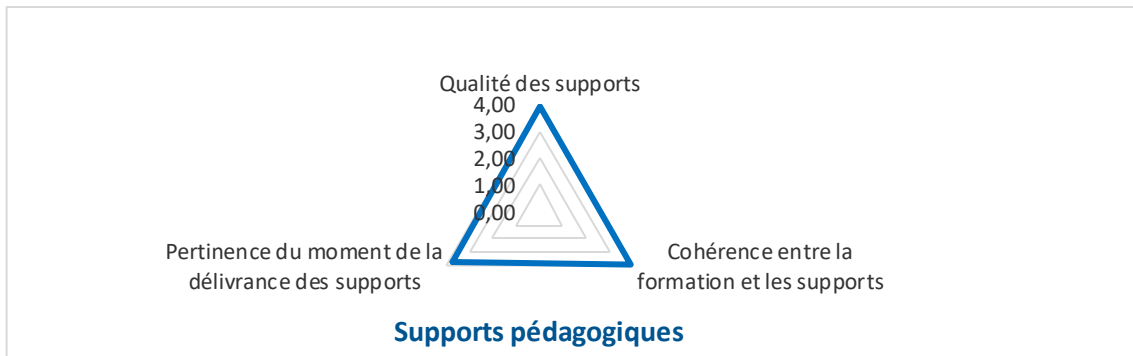 Qualité des supports
4,00
3,00
2,00
1,00
0,00
Pertinence du moment de la
délivrance des supports
Cohérence entre la
formation et les supports
Supports pédagogiques